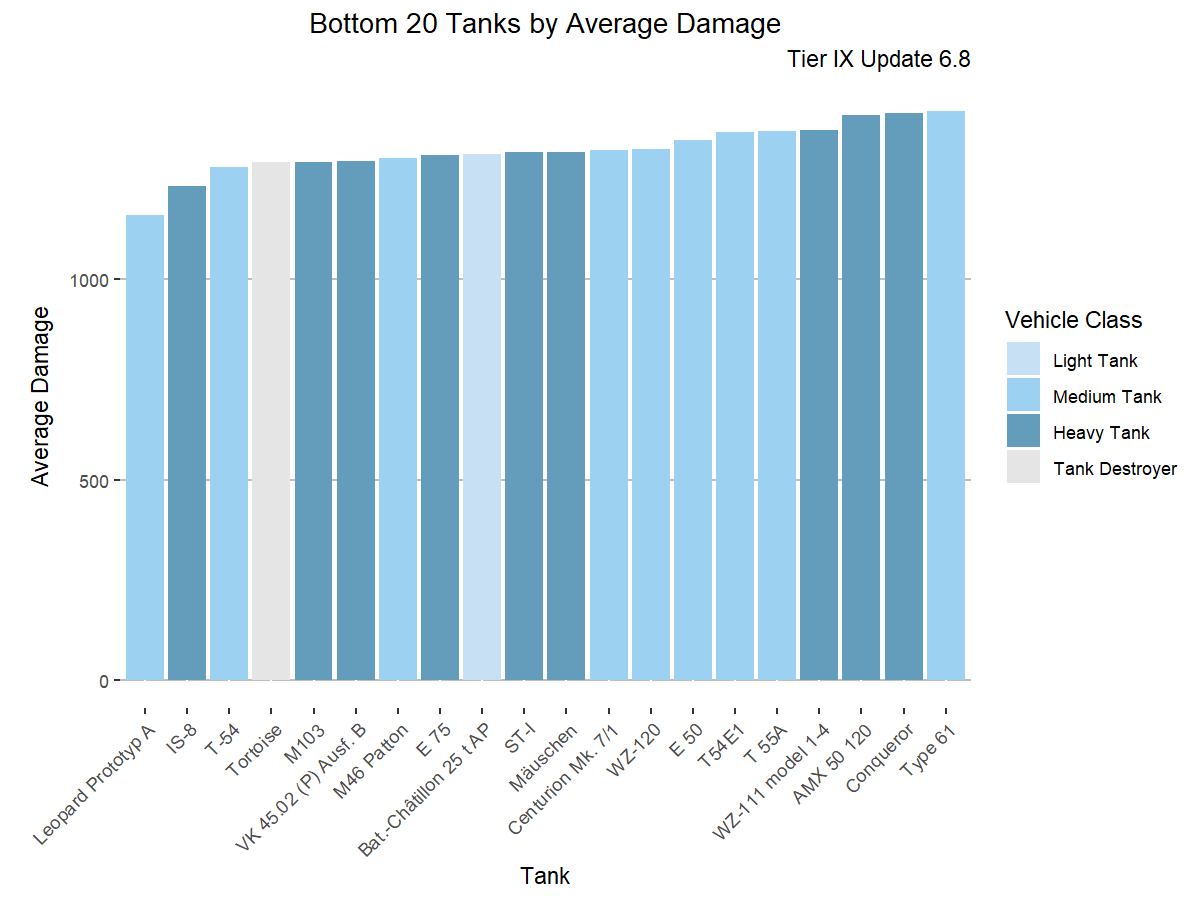 Bottom 20 Tanks by Average Damage
Tier IX Update 6.8
Average Damage
1000
500
0
Leopard Prototyp A
IS-8
T-54
Tortoise
M103
VK 45.02 (P) Ausf. B
M46 Patton
E 75
Bat.-Châtillon 25 t AP
ST-I
Mäuschen
Centurion Mk. 7/1
WZ-120
E 50
T54E1
T 55A
WZ-111 model 1-4
AMX 50 120
Conqueror
Type 61
Tank
Vehicle Class
Light Tank
Medium Tank
Heavy Tank
Tank Destroyer